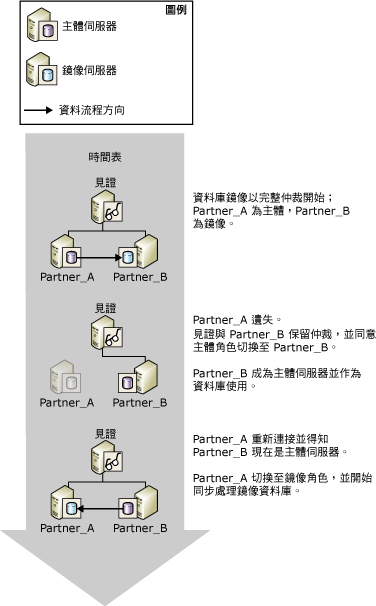 圖例
主體伺服器
鏡像伺服器
資料流程方向
時間表
見證
Partner_A Partner_B
資料庫鏡像以完整仲裁開始；
Partner_A 為主體，Partner_B
為鏡像。
見證
Partner_A Partner_B
Partner_A 遺失。
見證與 Partner_B 保留仲裁，並同意
主體角色切換至 Partner_B。
Partner_B 成為主體伺服器並作為
資料庫使用。
見證
Partner_A Partner_B
Partner_A 重新連接並得知
Partner_B 現在是主體伺服器。
Partner_A 切換至鏡像角色，並開始
同步處理鏡像資料庫。